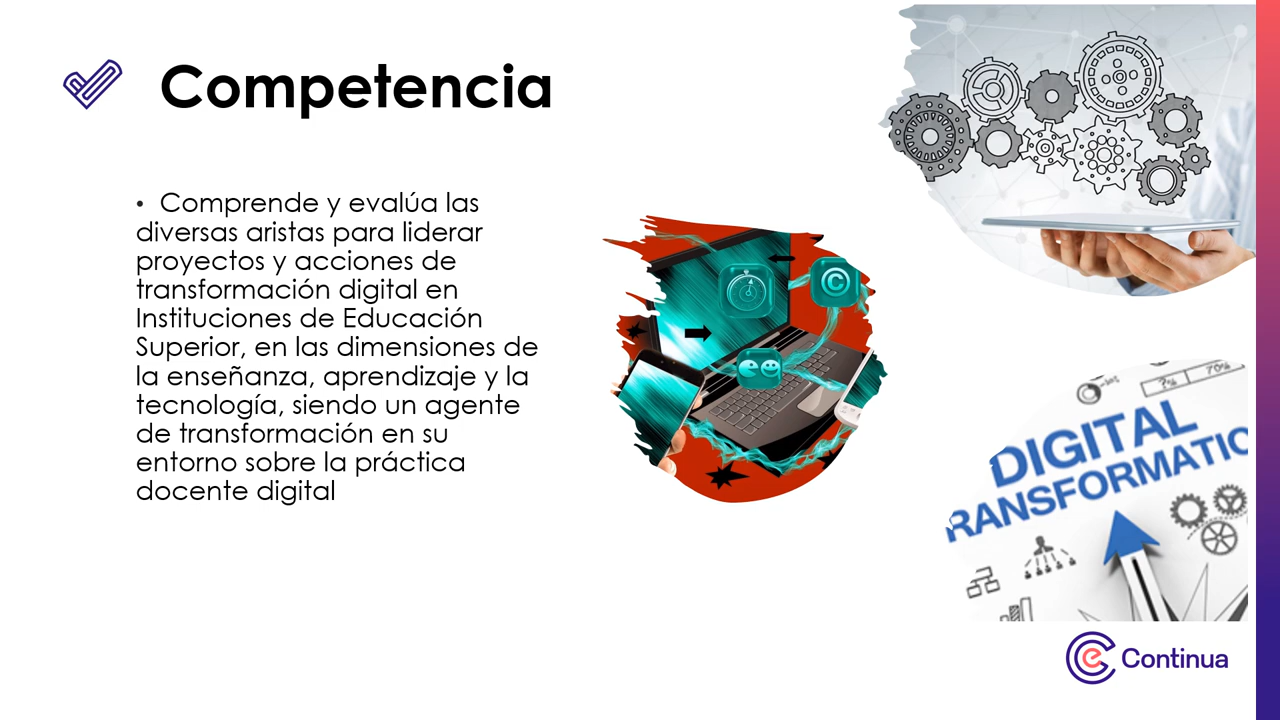 Competencia
• Comprende y evalúa las
diversas aristas para liderar
proyectos y acciones de
transformación digital en
Instituciones de Educación
Superior, en las dimensiones de
la enseñanza, aprendizaje y la
tecnología, siendo un agente
de transformación en su
entorno sobre la práctica
docente digital
©
?% 70%
DIGITAL
RANSFORMATIO
e Continua